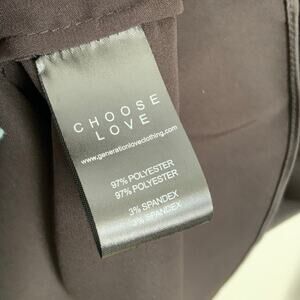 CHOOSE
LOVE
www.generationloveclothing.com
97% POLYESTER
97% POLYESTER
3% SPANDEX
3% SPANDEX